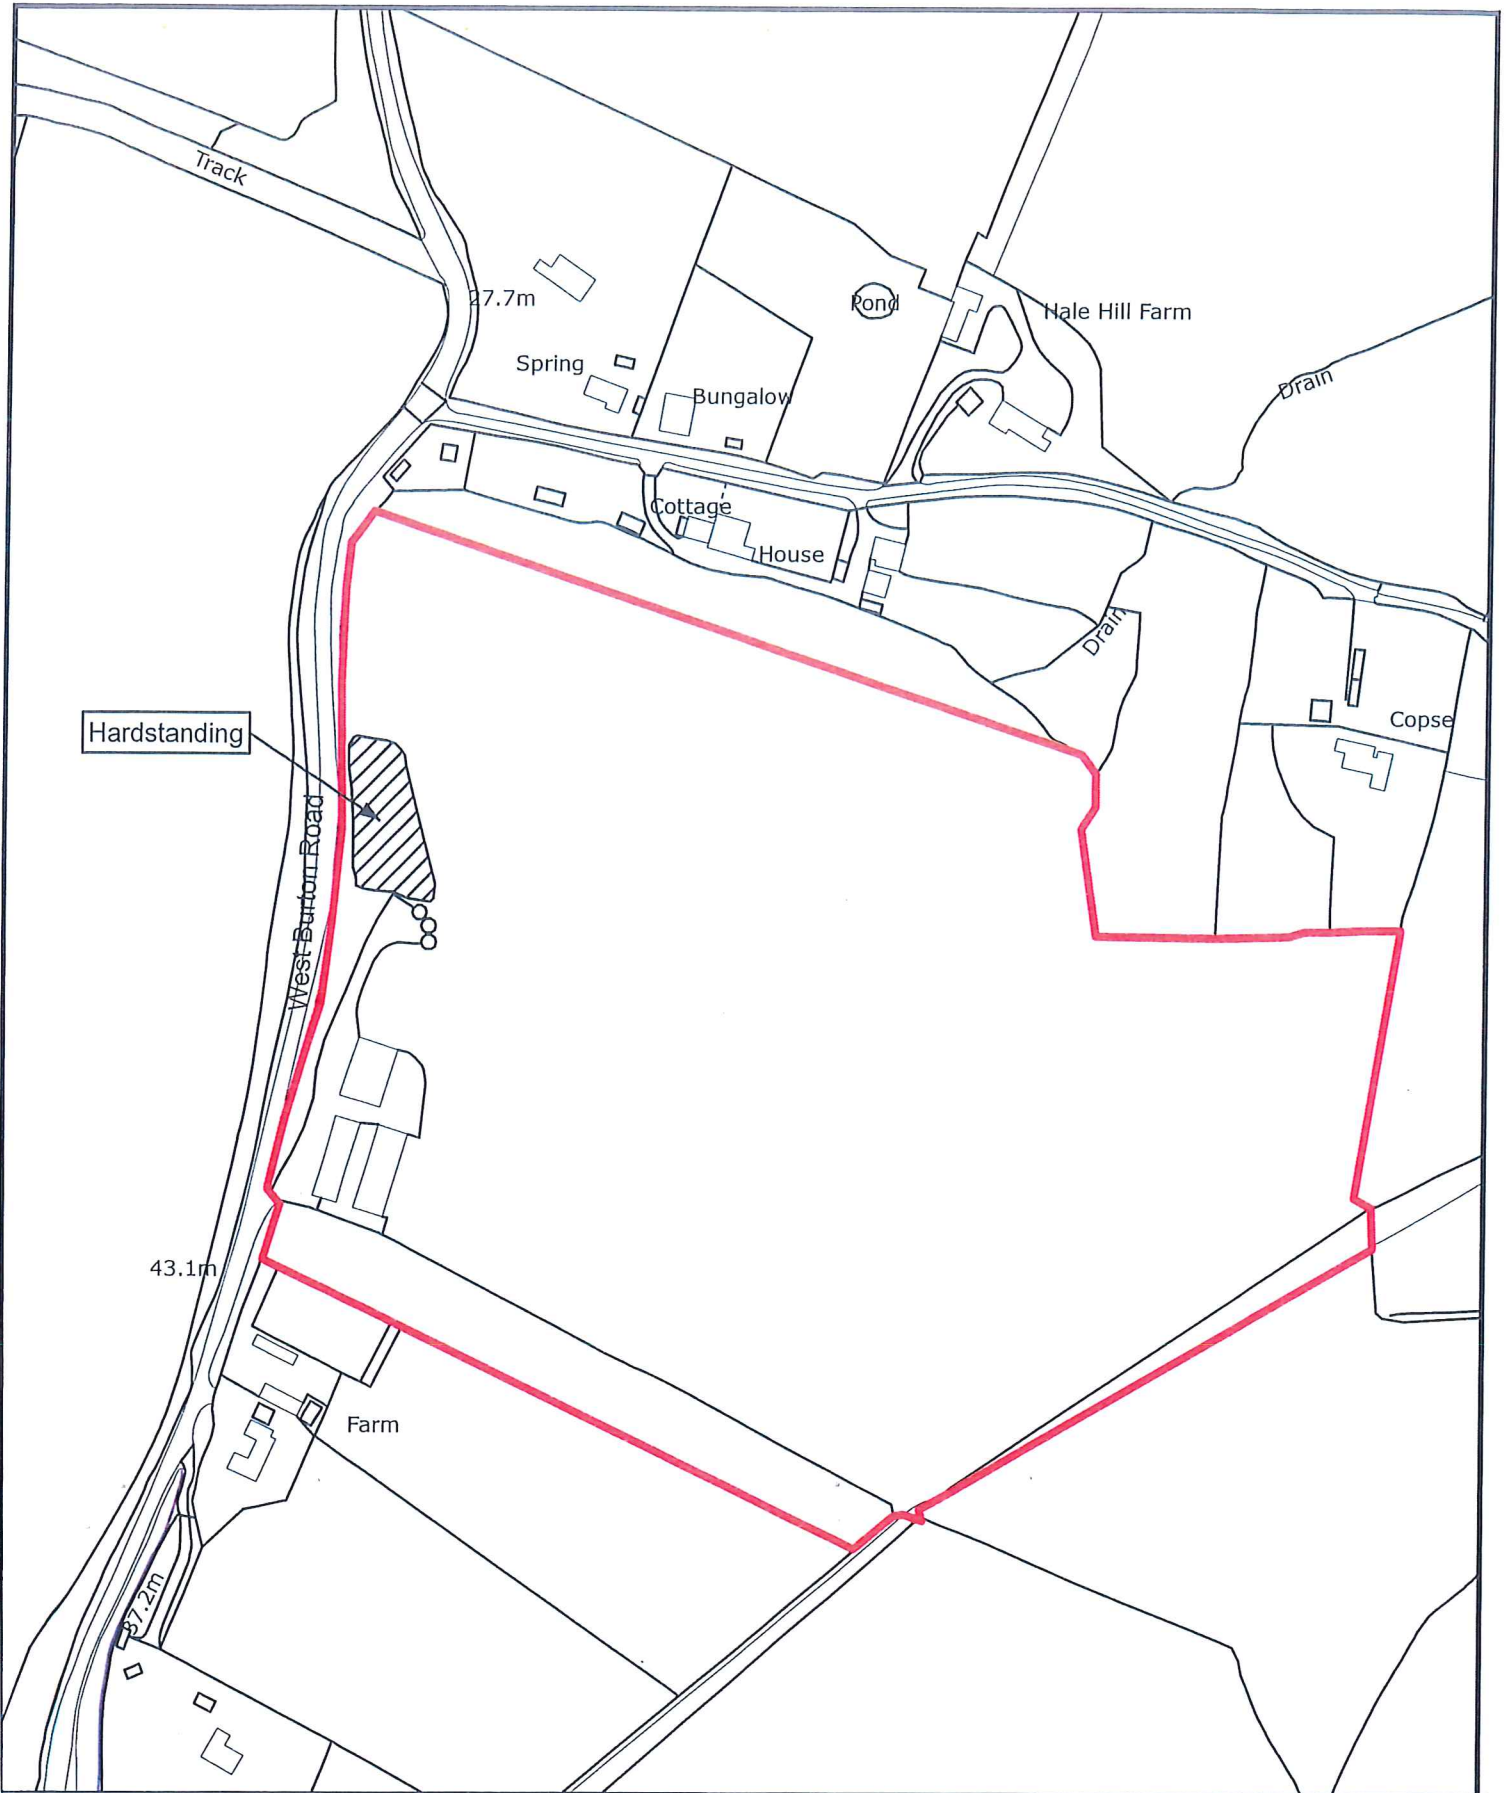 Track
27.7m
Pond
Hale Hill Farm
Spring
Drain
Bungalow
Cottage
House
Drain
Copse
Hardstanding
West Burton Road
43.1m
Farm
37.2m